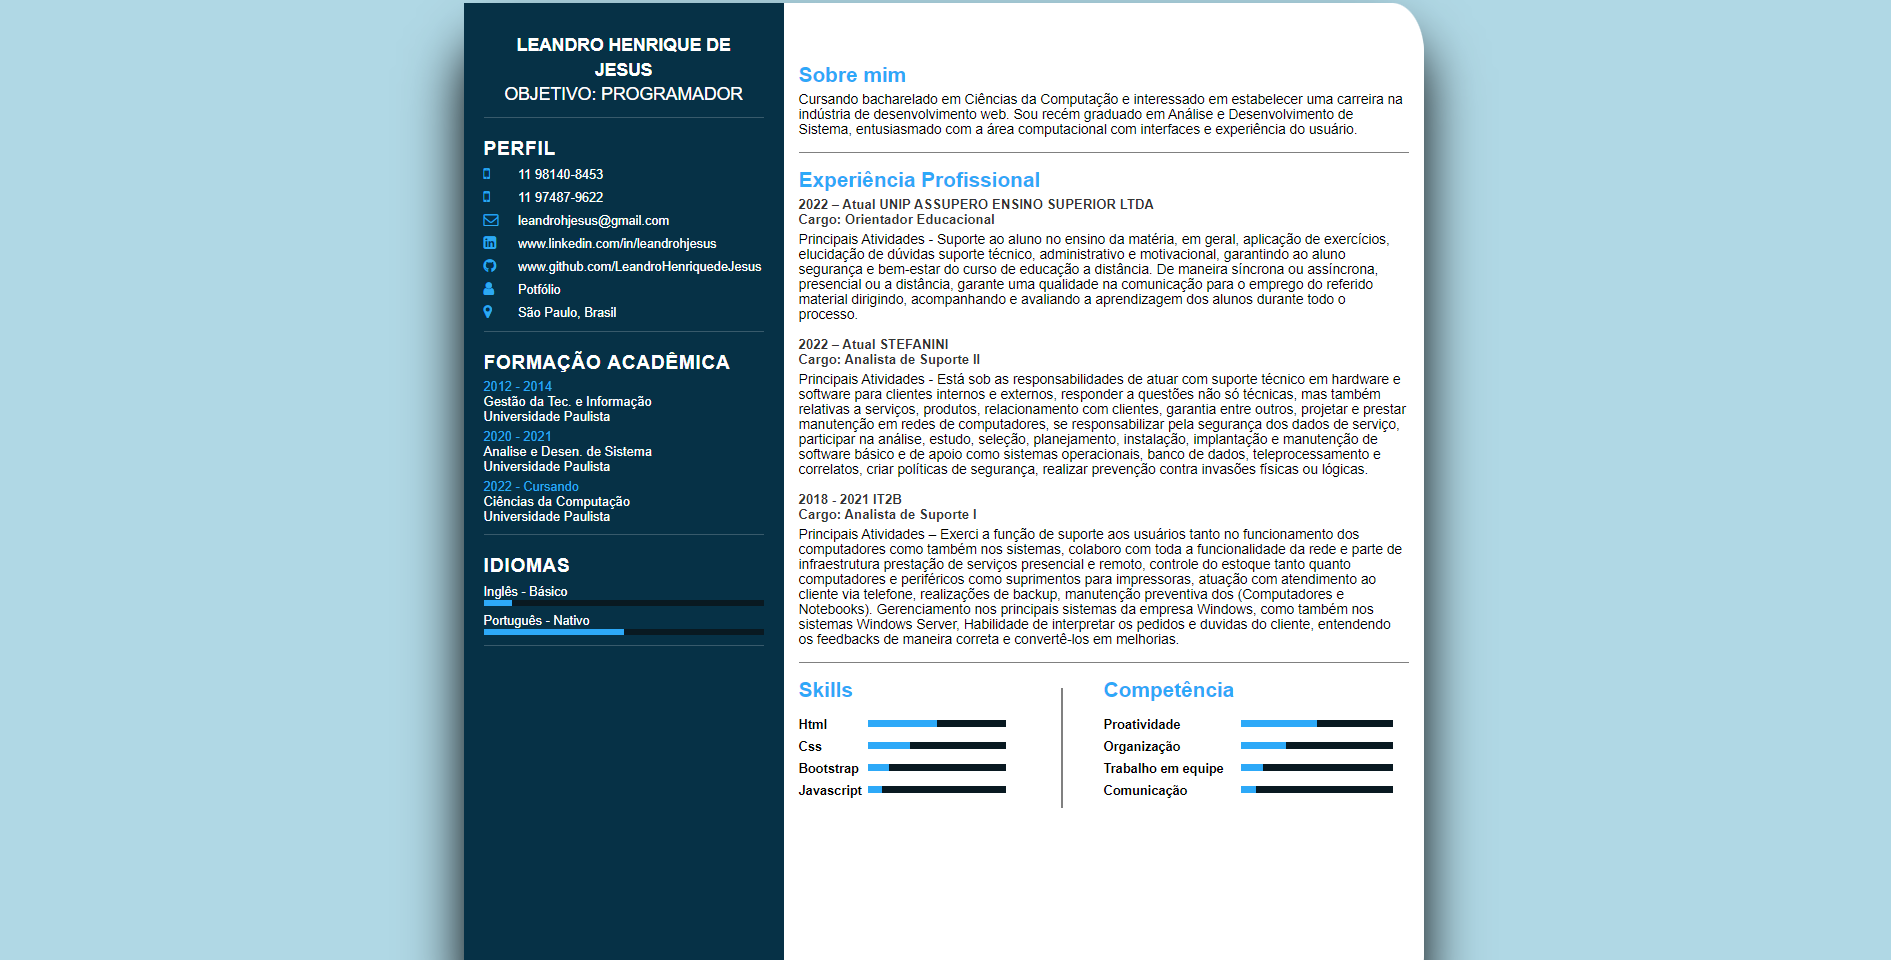 LEANDRO HENRIQUE DE
JESUS
OBJETIVO: PROGRAMADOR
PERFIL
11 98140-8453
11 97487-9622
leandrohjesus@gmail.com
www.linkedin.com/in/leandrohjesus
www.github.com/LeandroHenriquedeJesus
Potfólio
São Paulo, Brasil
FORMAÇÃO ACADÊMICA
2012 - 2014
Gestão da Tec. e Informação
Universidade Paulista
2020 - 2021
Analise e Desen. de Sistema
Universidade Paulista
2022 - Cursando
Ciências da Computação
Universidade Paulista
IDIOMAS
Inglês - Básico
Português - Nativo
Sobre mim
Cursando bacharelado em Ciências da Computação e interessado em estabelecer uma carreira na
indústria de desenvolvimento web. Sou recém graduado em Análise e Desenvolvimento de
Sistema, entusiasmado com a área computacional com interfaces e experiência do usuário.
Experiência Profissional
2022 – Atual UNIP ASSUPERO ENSINO SUPERIOR LTDA
Cargo: Orientador Educacional
Principais Atividades - Suporte ao aluno no ensino da matéria, em geral, aplicação de exercícios,
elucidação de dúvidas suporte técnico, administrativo e motivacional, garantindo ao aluno
segurança e bem-estar do curso de educação a distância. De maneira síncrona ou assíncrona,
presencial ou a distância, garante uma qualidade na comunicação para o emprego do referido
material dirigindo, acompanhando e avaliando a aprendizagem dos alunos durante todo o
processo.
2022 – Atual STEFANINI
Cargo: Analista de Suporte II
Principais Atividades - Está sob as responsabilidades de atuar com suporte técnico em hardware e
software para clientes internos e externos, responder a questões não só técnicas, mas também
relativas a serviços, produtos, relacionamento com clientes, garantia entre outros, projetar e prestar
manutenção em redes de computadores, se responsabilizar pela segurança dos dados de serviço,
participar na análise, estudo, seleção, planejamento, instalação, implantação e manutenção de
software básico e de apoio como sistemas operacionais, banco de dados, teleprocessamento e
correlatos, criar políticas de segurança, realizar prevenção contra invasões físicas ou lógicas.
2018 - 2021 IT2B
Cargo: Analista de Suporte I
Principais Atividades – Exerci a função de suporte aos usuários tanto no funcionamento dos
computadores como também nos sistemas, colaboro com toda a funcionalidade da rede e parte de
infraestrutura prestação de serviços presencial e remoto, controle do estoque tanto quanto
computadores e periféricos como suprimentos para impressoras, atuação com atendimento ao
cliente via telefone, realizações de backup, manutenção preventiva dos (Computadores e
Notebooks). Gerenciamento nos principais sistemas da empresa Windows, como também nos
sistemas Windows Server, Habilidade de interpretar os pedidos e duvidas do cliente, entendendo
os feedbacks de maneira correta e convertê-los em melhorias.
Skills
Html
Css
Bootstrap
Javascript
Competência
Proatividade
Organização
Trabalho em equipe
Comunicação